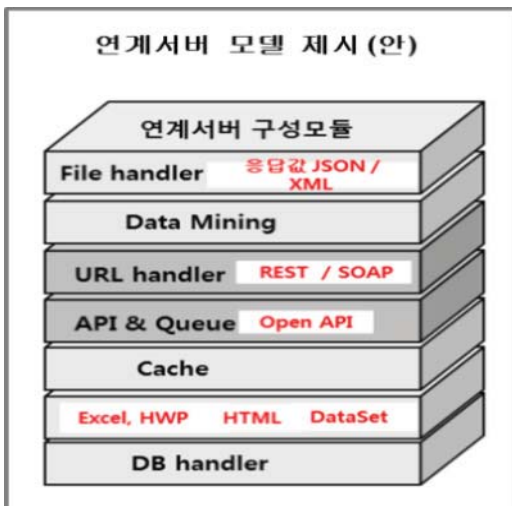 연계서버 모델 제시(안)
연계서버 구성모듈
File handler 응답값 JSON / XML
Data Mining
URL handler REST / SOAP
API & Queue Open API
Cache
Excel, HWP HTML DataSet
DB handler